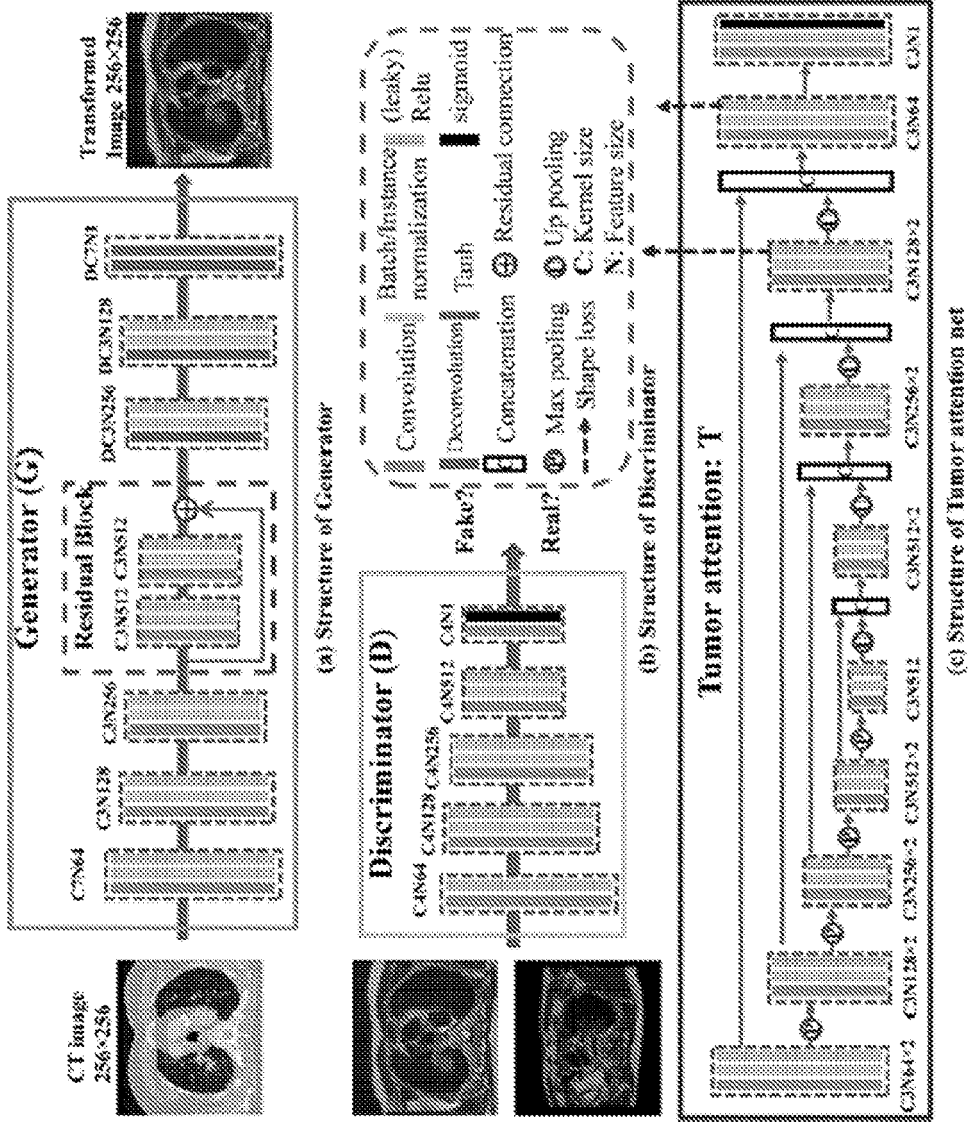 CT image
256×256
Generator (G)
C7N64
C3N128
C3N256
Residual Block
C3N512
C3N512
DC3N256
DC3N128
DC7N1
Transformed
Image 256×256
(a) Structure of Generator
Discriminator (D)
C4N64
C4N128
C4N256
C4N512
C4N1
Fake?
Real?
(b) Structure of Discriminator
Convolution
Batch/Instance
normalization
(leaky)
Relu
Deconvolution
Tanh
sigmoid
C
Concatenation
Residual connection
P
Max pooling
U
Up pooling
Shape loss
C: Kernel size
N: Feature size
Tumor attention: T
P
P
P
P
U
U
U
U
U
C
C
C
C
C3N64×2
C3N128×2
C3N256×2
C3N512×2
C3N512
C3N512×2
C3N256×2
C3N128×2
C3N64
C3N1
(c) Structure of Tumor attention net